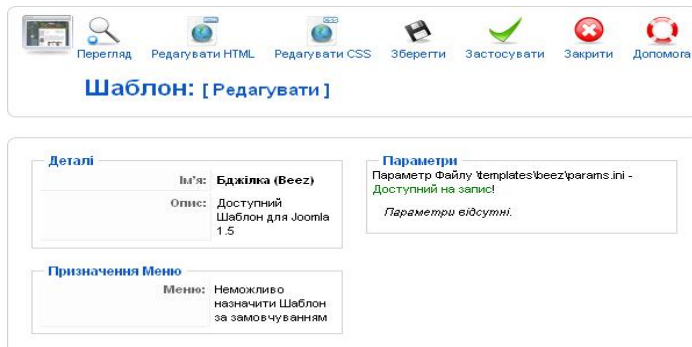 Перегляд Редагувати HTML Редагувати CSS Зберегти Застосувати Закрити Допомога
Шаблон: [ Редагувати ]
Деталі
Ім'я: Бджілка (Beez)
Опис: Доступний
Шаблон для Joomla
1.5
Призначення Меню
Меню: Неможливо
назначити Шаблон
за замовчуванням
Параметри
Параметр Файлу \templates\beez\params.ini -
Доступний на запис!
Параметри відсутні.